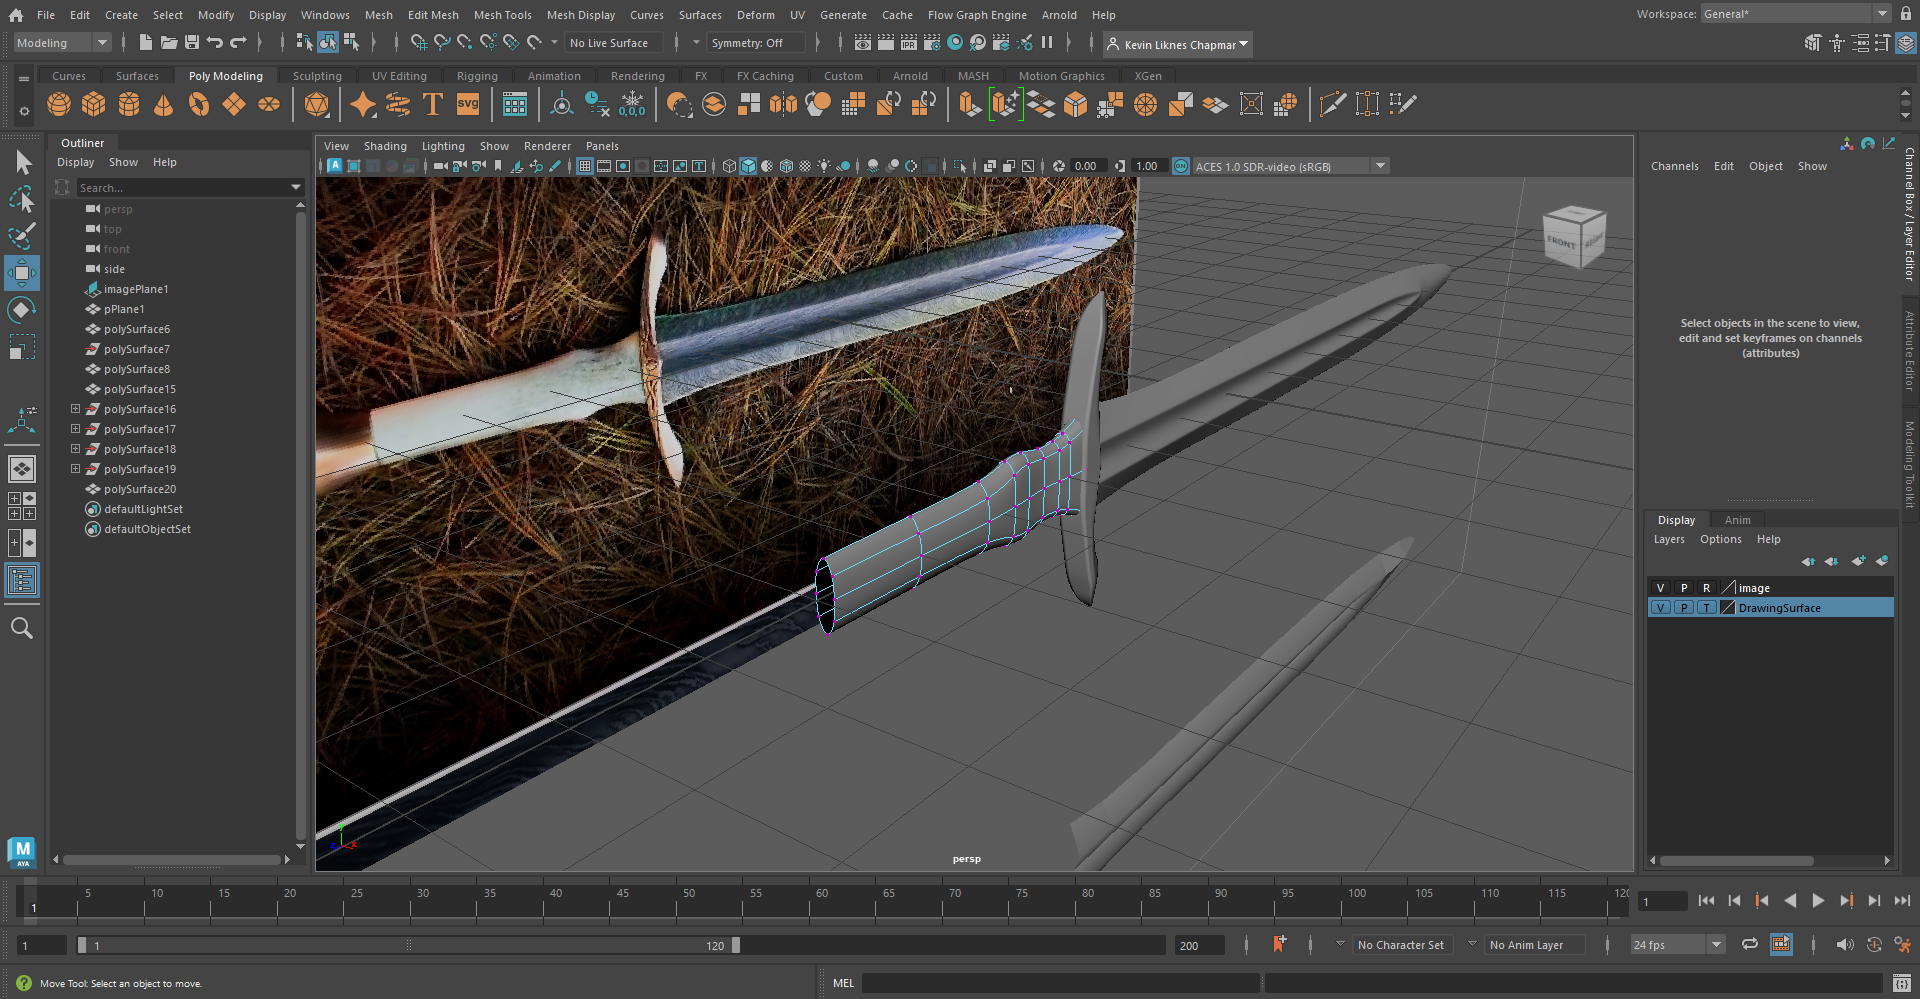 File Edit Create Select Modify Display Windows Mesh Edit Mesh Mesh Tools Mesh Display Curves Surfaces Deform UV Generate Cache Flow Graph Engine Arnold Help
Workspace: General*
Modeling No Live Surface Symmetry: Off Kevin Liknes Chapmar
Curves Surfaces Poly Modeling Sculpting UV Editing Rigging Animation Rendering FX FX Caching Custom Arnold MASH Motion Graphics XGen
T SVG 0,0,0
Outliner
Display Show Help
Search...
persp
top
front
side
imagePlane1
pPlane1
polySurface6
polySurface7
polySurface8
polySurface15
polySurface16
polySurface17
polySurface18
polySurface19
polySurface20
defaultLightSet
defaultObjectSet
View Shading Lighting Show Renderer Panels
0.00 1.00 ON ACES 1.0 SDR-video (sRGB)
FRONT
persp
Channels Edit Object Show
Select objects in the scene to view,
edit and set keyframes on channels
(attributes)
Channel Box / Layer Editor
Attribute Editor
Modeling Toolkit
Display Anim
Layers Options Help
V P R image
V P T DrawingSurface
M
AYA
5 10 15 20 25 30 35 40 45 50 55 60 65 70 75 80 85 90 95 100 105 110 115 120
1
1
1 1 120 200 No Character Set No Anim Layer 24 fps
Move Tool: Select an object to move.
MEL